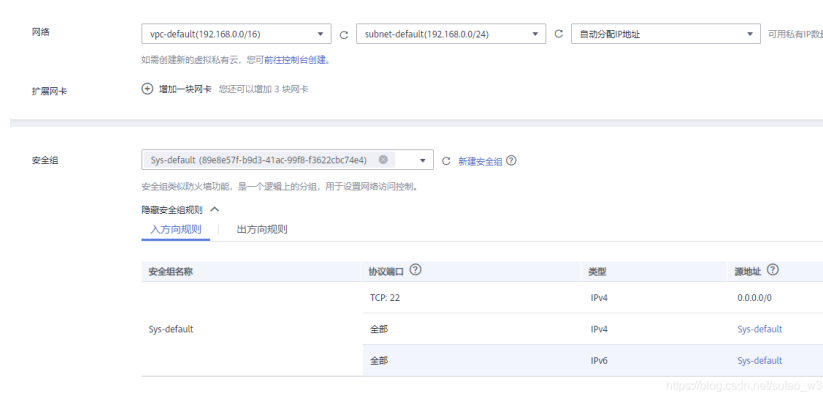 网络 vpc-default(192.168.0.0/16) subnet-default(192.168.0.0/24) 自动分配IP地址 可用私有IP数
如需创建新的虚拟私有云，您可前往控制台创建。
扩展网卡 增加一块网卡 您还可以增加 3 块网卡
安全组 Sys-default (89e8e57f-b9d3-41ac-99f8-f3622cbc74e4) 新建安全组
安全组类似防火墙功能，是一个逻辑上的分组，用于设置网络访问控制。
隐藏安全组规则
入方向规则 出方向规则
安全组名称 协议端口 类型 源地址
TCP: 22 IPv4 0.0.0.0/0
Sys-default 全部 IPv4 Sys-default
全部 IPv6 Sys-default
https://blog.csdn.net/sutao_w3